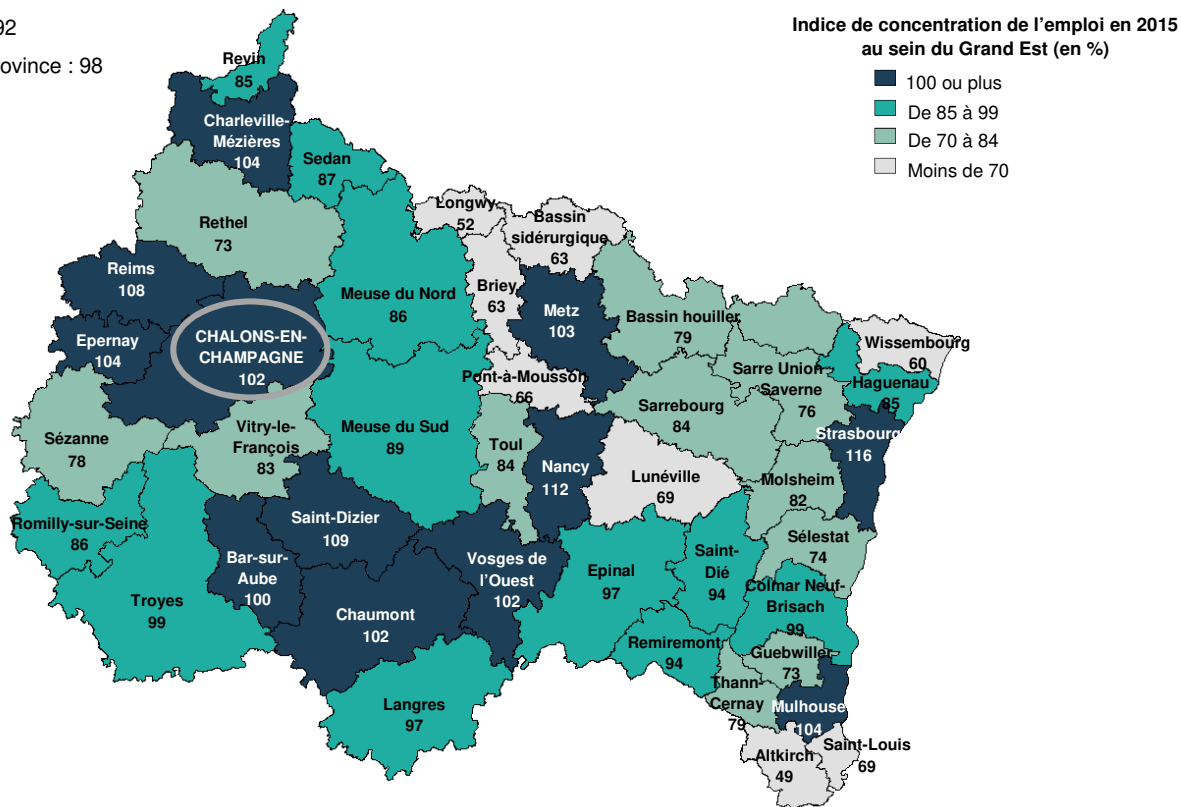 92
ovince : 98
Indice de concentration de l'emploi en 2015
au sein du Grand Est (en %)
100 ou plus
De 85 à 99
De 70 à 84
Moins de 70
Revin
85
Charleville-
Mézières
104
Sedan
87
Rethel
73
Longwy
52
Bassin
sidérurgique
63
Reims
108
Meuse du Nord
86
Briey
63
Metz
103
Bassin houiller
79
Wissembourg
60
Epernay
104
CHALONS-EN-
CHAMPAGNE
102
Pont-à-Mousson
66
Sarre Union
Saverne
76
Haguenau
85
Sézanne
78
Vitry-le-
François
83
Meuse du Sud
89
Toul
84
Nancy
112
Sarrebourg
84
Strasbourg
116
Lunéville
69
Molsheim
82
Romilly-sur-Seine
86
Saint-Dizier
109
Sélestat
74
Bar-sur-
Aube
100
Vosges de
l'Ouest
102
Epinal
97
Saint-
Dié
94
Colmar Neuf-
Brisach
99
Troyes
99
Chaumont
102
Remiremont
94
Guebwiller
73
Langres
97
Thann-
Cernay
79
Mulhouse
104
Altkirch
49
Saint-Louis
69